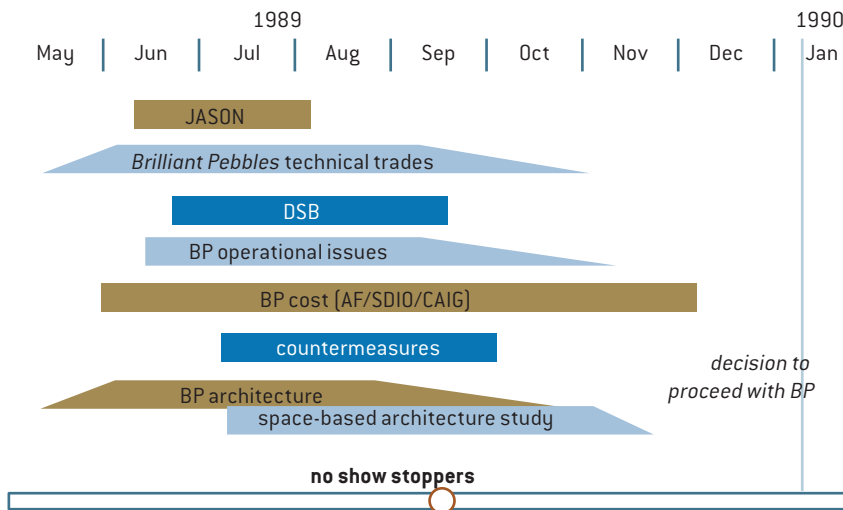 1989 1990
May Jun Jul Aug Sep Oct Nov Dec Jan
JASON
Brilliant Pebbles technical trades
DSB
BP operational issues
BP cost (AF/SDIO/CAIG)
countermeasures
decision to
proceed with BP
BP architecture
space-based architecture study
no show stoppers